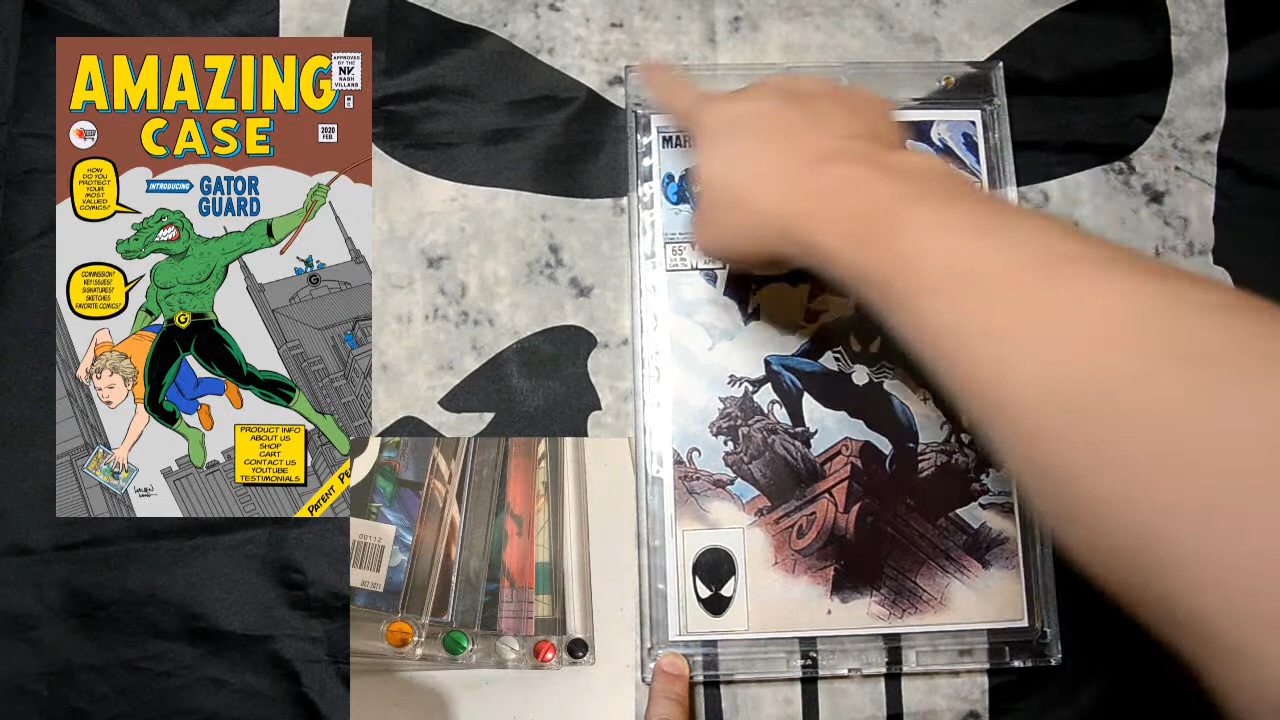 AMAZING
CASE
APPROVED
BY THE
NV
NASH
VILLANS
2020
FEB.
HOW
DO YOU
PROTECT
YOUR
MOST
VALUED
COMICS?
INTRODUCING
GATOR
GUARD
COMMISSION?
KEY ISSUES?
SIGNATURES?
SKETCHES
FAVORITE COMICS?
G
G
PRODUCT INFO
ABOUT US
SHOP
CART
CONTACT US
YOUTUBE
TESTIMONIALS
PATENT PE
00112
MAR
65¢